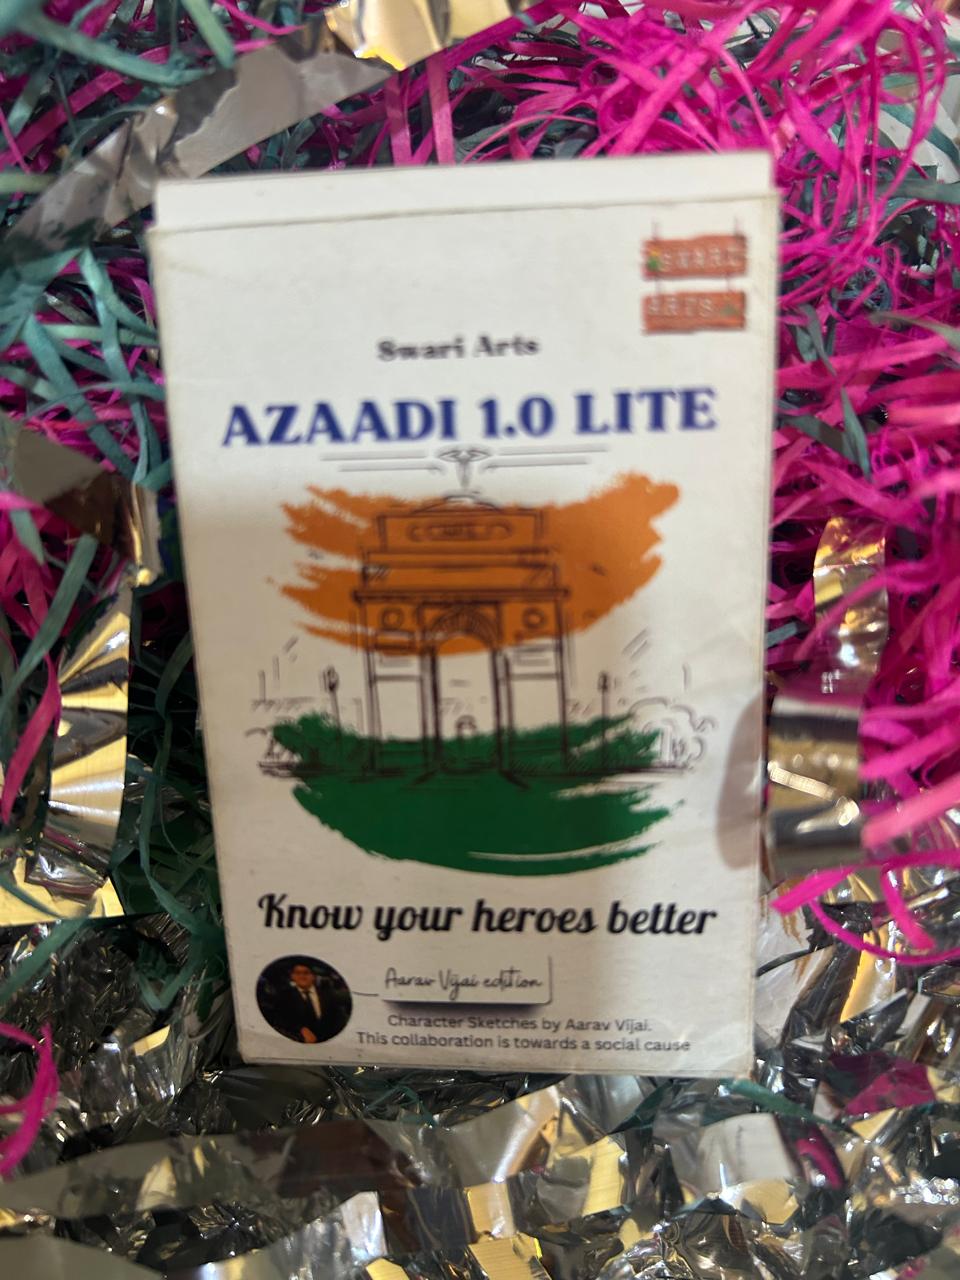 SWARI
ARTS
Swari Arts
AZAADI 1.0 LITE
Know your heroes better
Aarav Vijai edition
Character Sketches by Aarav Vijai.
This collaboration is towards a social cause